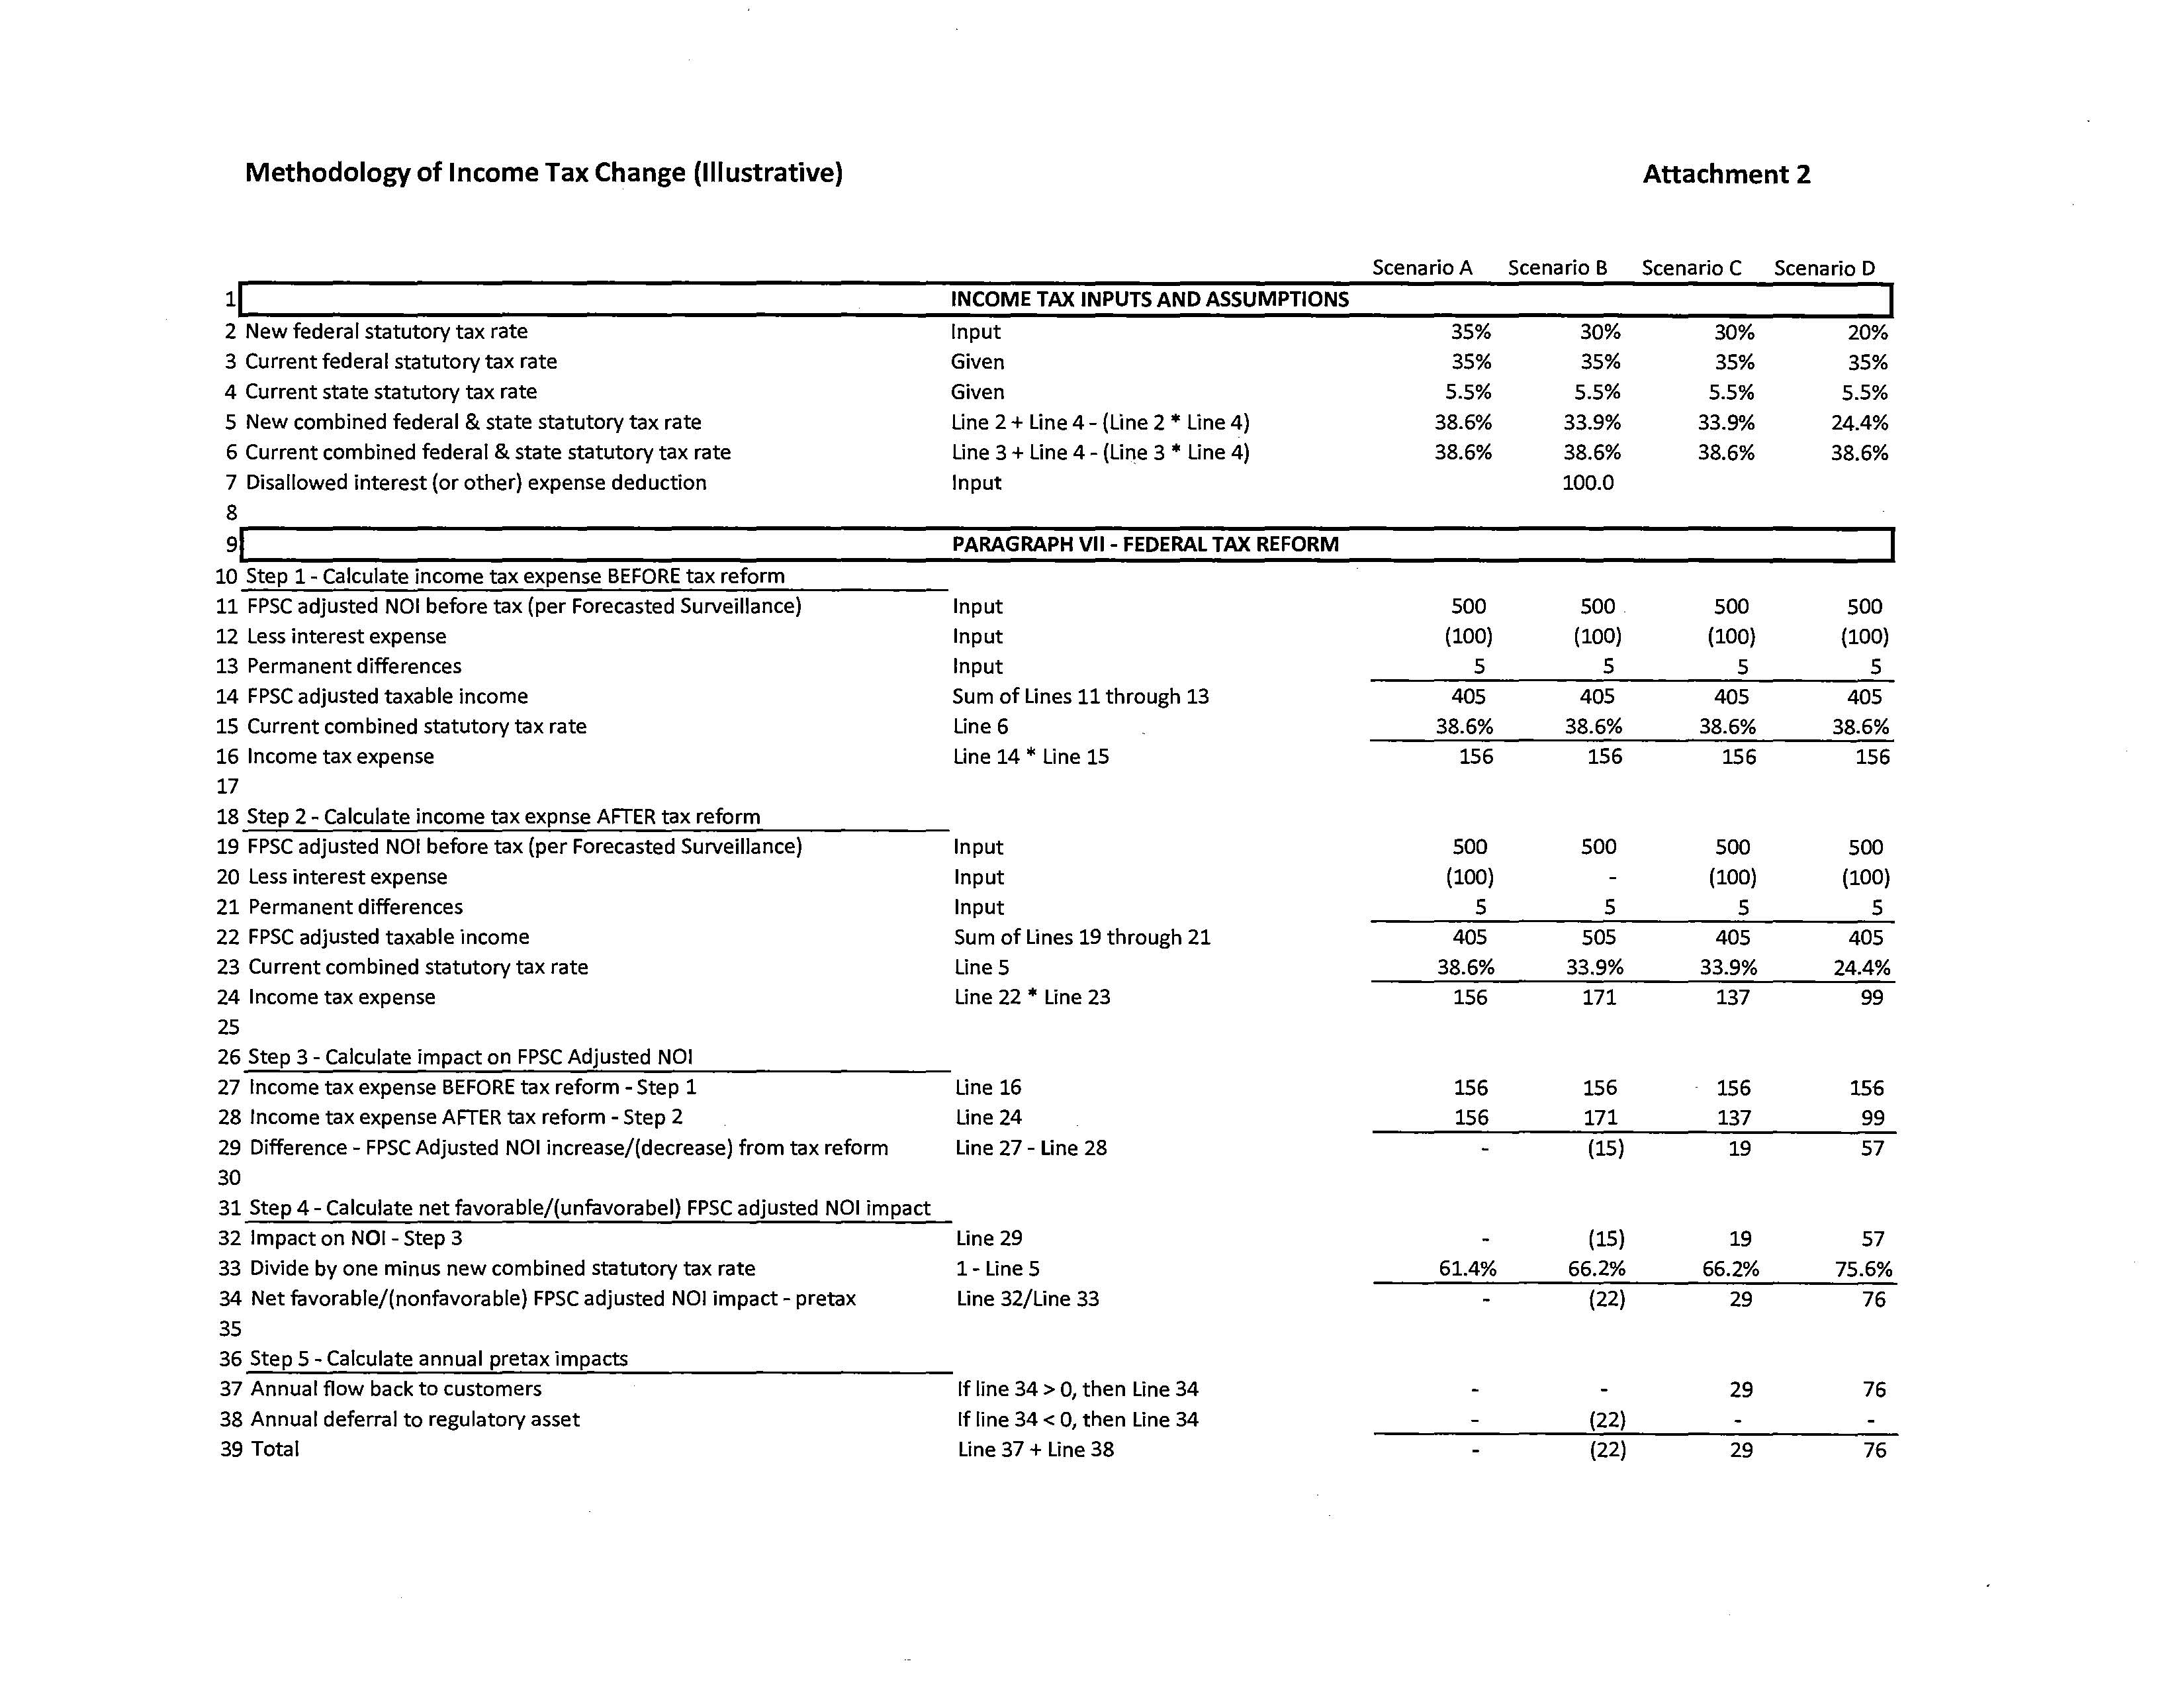 Methodology of Income Tax Change (Illustrative) Attachment 2
Scenario A Scenario B Scenario C Scenario D
1 INCOME TAX INPUTS AND ASSUMPTIONS
2 New federal statutory tax rate Input 35% 30% 30% 20%
3 Current federal statutory tax rate Given 35% 35% 35% 35%
4 Current state statutory tax rate Given 5.5% 5.5% 5.5% 5.5%
5 New combined federal & state statutory tax rate Line 2 + Line 4 - (Line 2 * Line 4) 38.6% 33.9% 33.9% 24.4%
6 Current combined federal & state statutory tax rate Line 3 + Line 4 - (Line 3 * Line 4) 38.6% 38.6% 38.6% 38.6%
7 Disallowed interest (or other) expense deduction Input 100.0
8
9 PARAGRAPH VII - FEDERAL TAX REFORM
10 Step 1 - Calculate income tax expense BEFORE tax reform
11 FPSC adjusted NOI before tax (per Forecasted Surveillance) Input 500 500 500 500
12 Less interest expense Input (100) (100) (100) (100)
13 Permanent differences Input 5 5 5 5
14 FPSC adjusted taxable income Sum of Lines 11 through 13 405 405 405 405
15 Current combined statutory tax rate Line 6 38.6% 38.6% 38.6% 38.6%
16 Income tax expense Line 14 * Line 15 156 156 156 156
17
18 Step 2 - Calculate income tax expnse AFTER tax reform
19 FPSC adjusted NOI before tax (per Forecasted Surveillance) Input 500 500 500 500
20 Less interest expense Input (100) - (100) (100)
21 Permanent differences Input 5 5 5 5
22 FPSC adjusted taxable income Sum of Lines 19 through 21 405 505 405 405
23 Current combined statutory tax rate Line 5 38.6% 33.9% 33.9% 24.4%
24 Income tax expense Line 22 * Line 23 156 171 137 99
25
26 Step 3 - Calculate impact on FPSC Adjusted NOI
27 Income tax expense BEFORE tax reform - Step 1 Line 16 156 156 156 156
28 Income tax expense AFTER tax reform - Step 2 Line 24 156 171 137 99
29 Difference - FPSC Adjusted NOI increase/(decrease) from tax reform Line 27 - Line 28 - (15) 19 57
30
31 Step 4 - Calculate net favorable/(unfavorabel) FPSC adjusted NOI impact
32 Impact on NOI - Step 3 Line 29 - (15) 19 57
33 Divide by one minus new combined statutory tax rate 1 - Line 5 61.4% 66.2% 66.2% 75.6%
34 Net favorable/(nonfavorable) FPSC adjusted NOI impact - pretax Line 32/Line 33 - (22) 29 76
35
36 Step 5 - Calculate annual pretax impacts
37 Annual flow back to customers If line 34 > 0, then Line 34 - - 29 76
38 Annual deferral to regulatory asset If line 34 < 0, then Line 34 - (22) - -
39 Total Line 37 + Line 38 - (22) 29 76